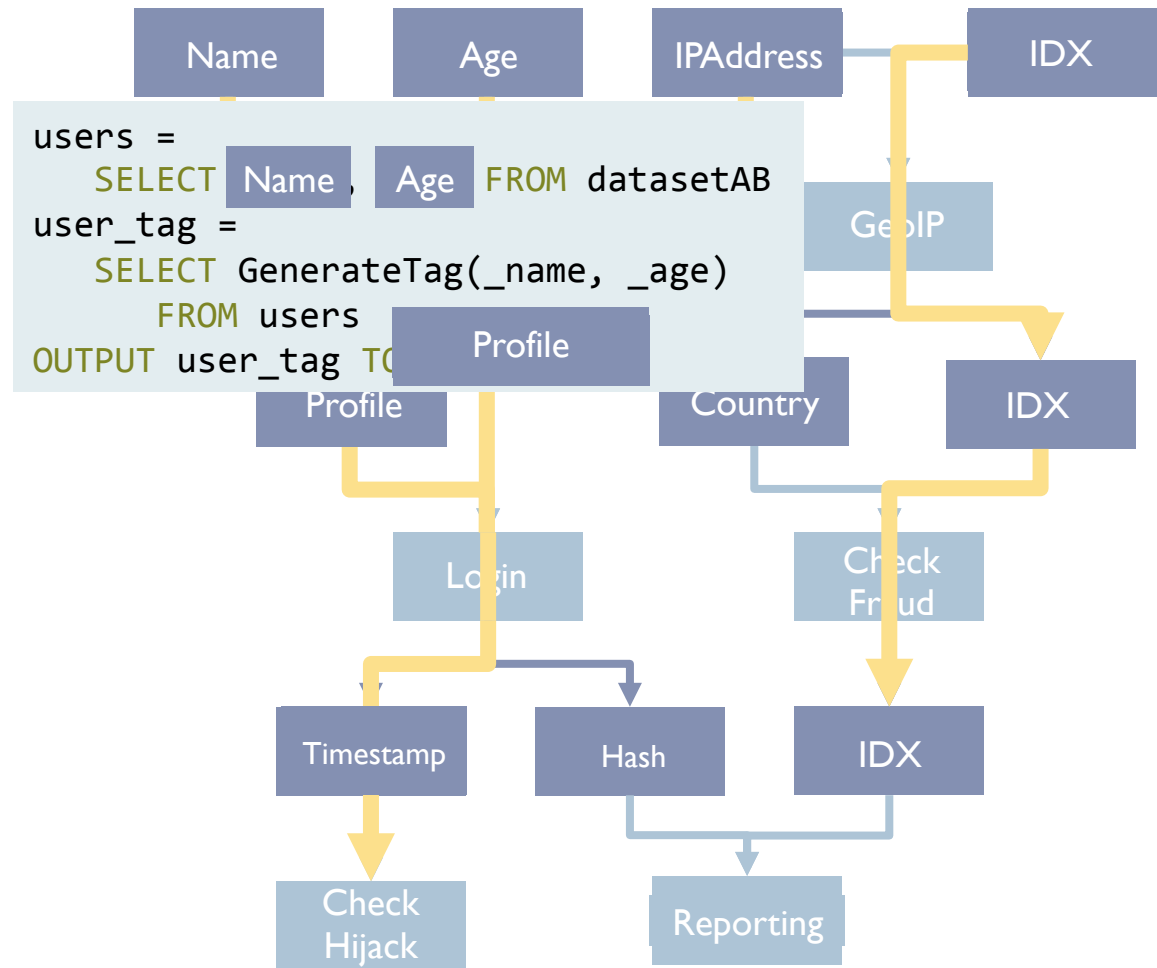 Name
Age
IPAddress
IDX
users =
SELECT Name, Age FROM datasetAB
user_tag =
SELECT GenerateTag(_name, _age)
FROM users
OUTPUT user_tag TO Profile
GeoIP
Profile
Country
IDX
Login
Check
Fraud
Timestamp
Hash
IDX
Check
Hijack
Reporting